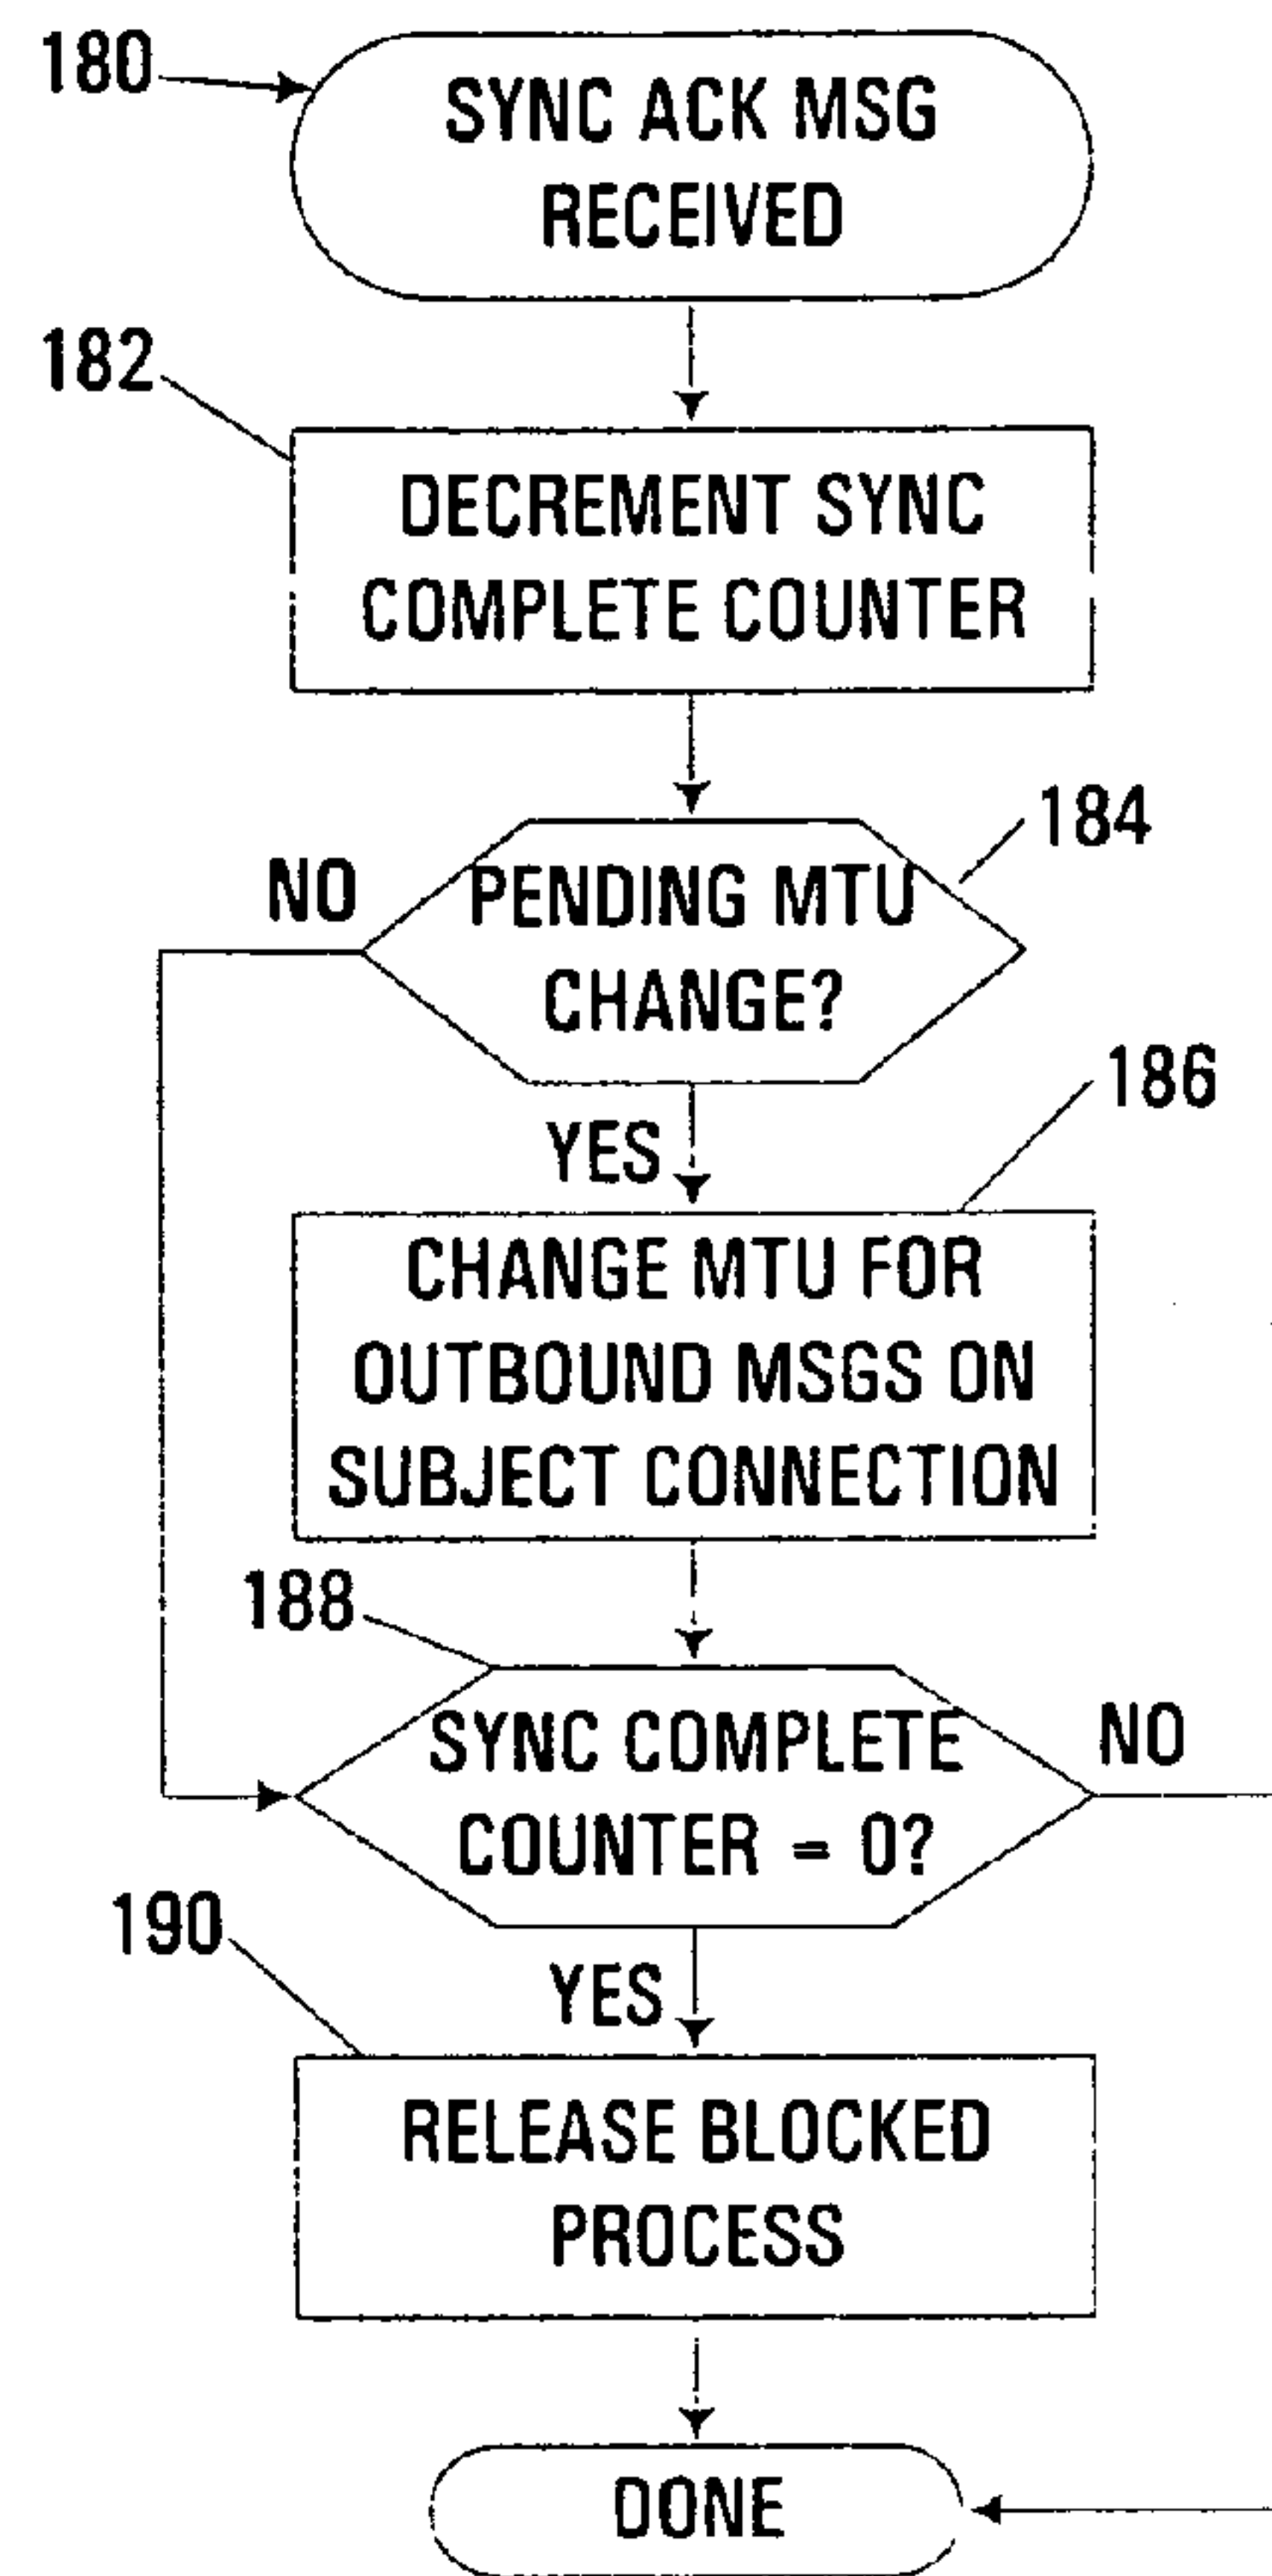 180
SYNC ACK MSG
RECEIVED
182
DECREMENT SYNC
COMPLETE COUNTER
184
NO
PENDING MTU
CHANGE?
186
YES
CHANGE MTU FOR
OUTBOUND MSGS ON
SUBJECT CONNECTION
188
SYNC COMPLETE
COUNTER = 0?
NO
190
YES
RELEASE BLOCKED
PROCESS
DONE